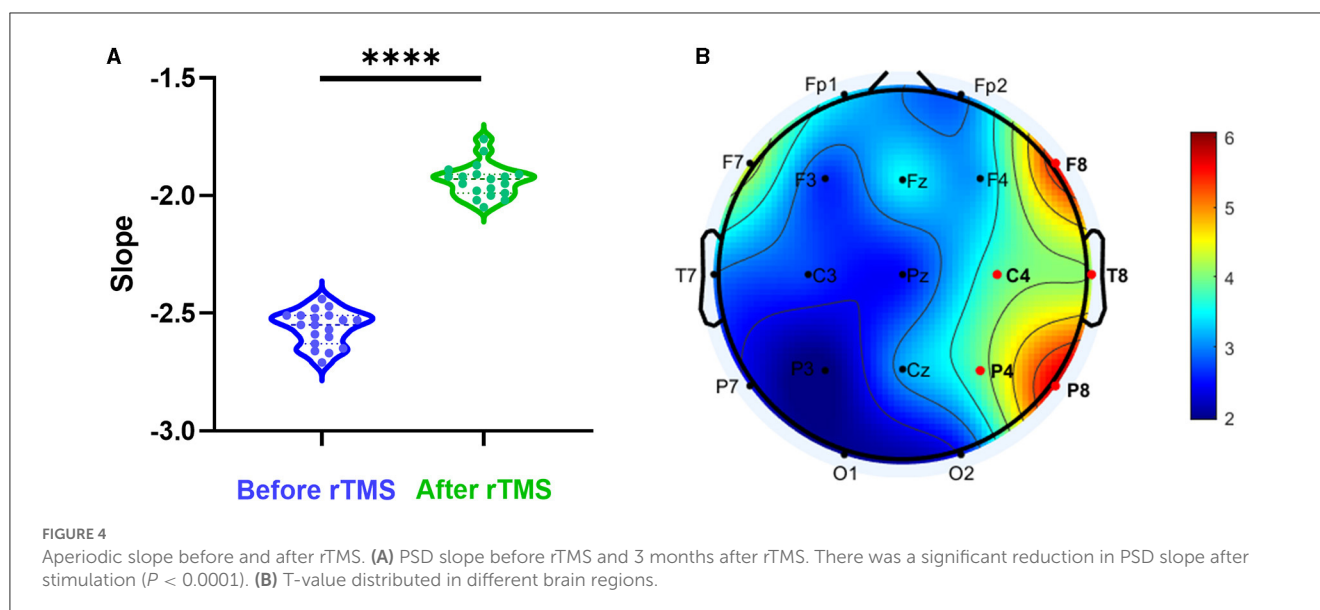 A
****
-1.5
-2.0
-2.5
-3.0
Slope
Before rTMS After rTMS
B
Fp1 Fp2
F7 F8
F3 Fz F4
T7 C3 Pz C4 T8
P3 Cz P4
P7 P8
O1 O2
6
5
4
3
2
FIGURE 4
Aperiodic slope before and after rTMS. (A) PSD slope before rTMS and 3 months after rTMS. There was a significant reduction in PSD slope after
stimulation (P < 0.0001). (B) T-value distributed in different brain regions.